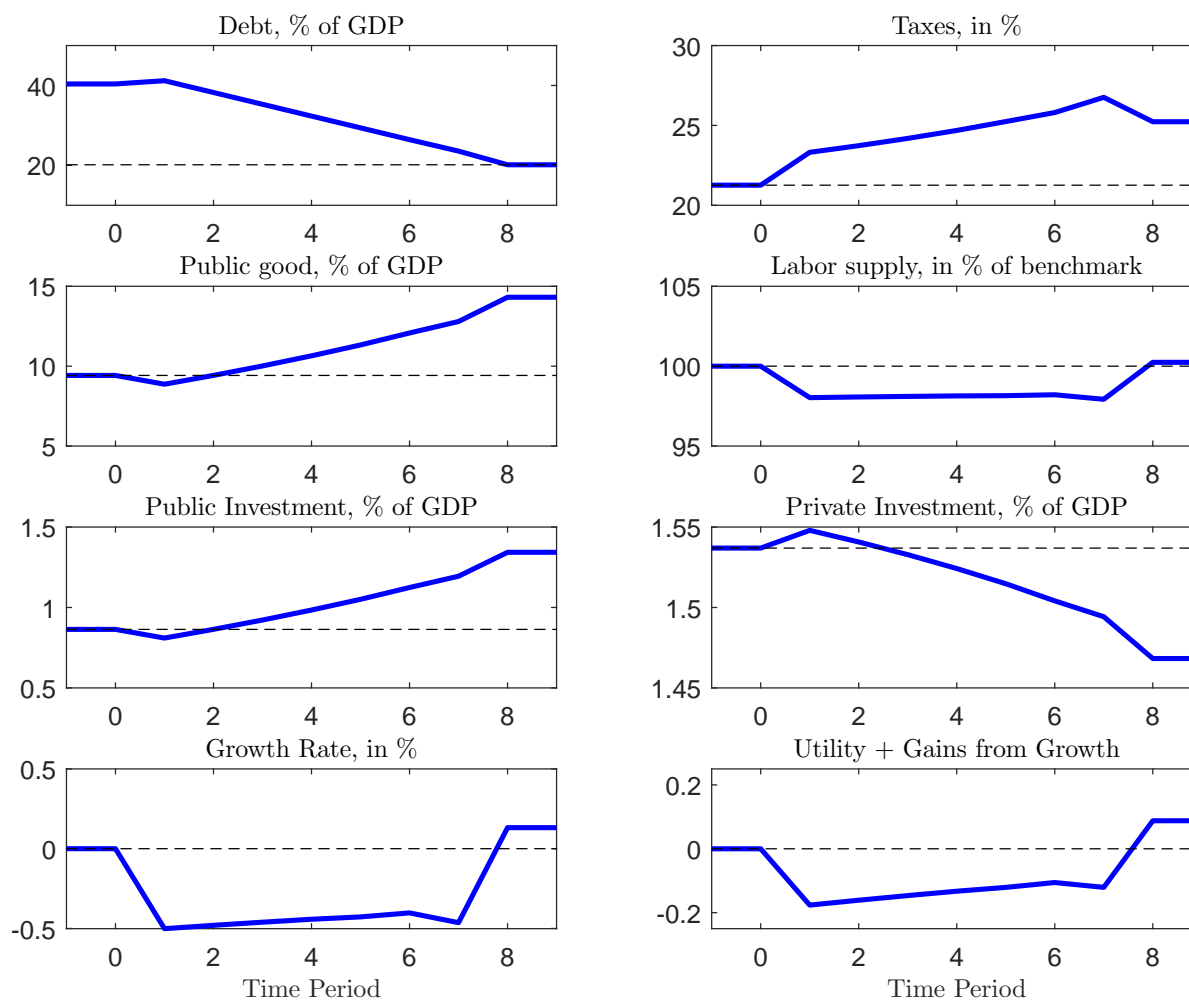 Debt, % of GDP
40
20
0 2 4 6 8
Taxes, in %
30
25
20
0 2 4 6 8
Public good, % of GDP
15
10
5
0 2 4 6 8
Labor supply, in % of benchmark
105
100
95
0 2 4 6 8
Public Investment, % of GDP
1.5
1
0.5
0 2 4 6 8
Private Investment, % of GDP
1.55
1.5
1.45
0 2 4 6 8
Growth Rate, in %
0.5
0
-0.5
0 2 4 6 8
Time Period
Utility + Gains from Growth
0.2
0
-0.2
0 2 4 6 8
Time Period